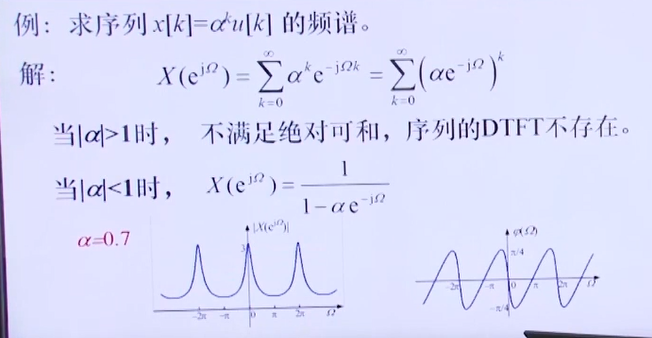 例：求序列 x[k]=αᵏu[k] 的频谱。
解： X(e^{jΩ}) = ∑_{k=0}^{∞} α^k e^{-jΩk} = ∑_{k=0}^{∞} (αe^{-jΩ})^k
当|α|>1时， 不满足绝对可和，序列的DTFT不存在。
当|α|<1时， X(e^{jΩ}) = \frac{1}{1-αe^{-jΩ}}
α=0.7
|X(e^{jΩ})|
3
-2π -π 0 π 2π Ω
φ(Ω)
π/4
-2π -π 0 π 2π Ω
-π/4